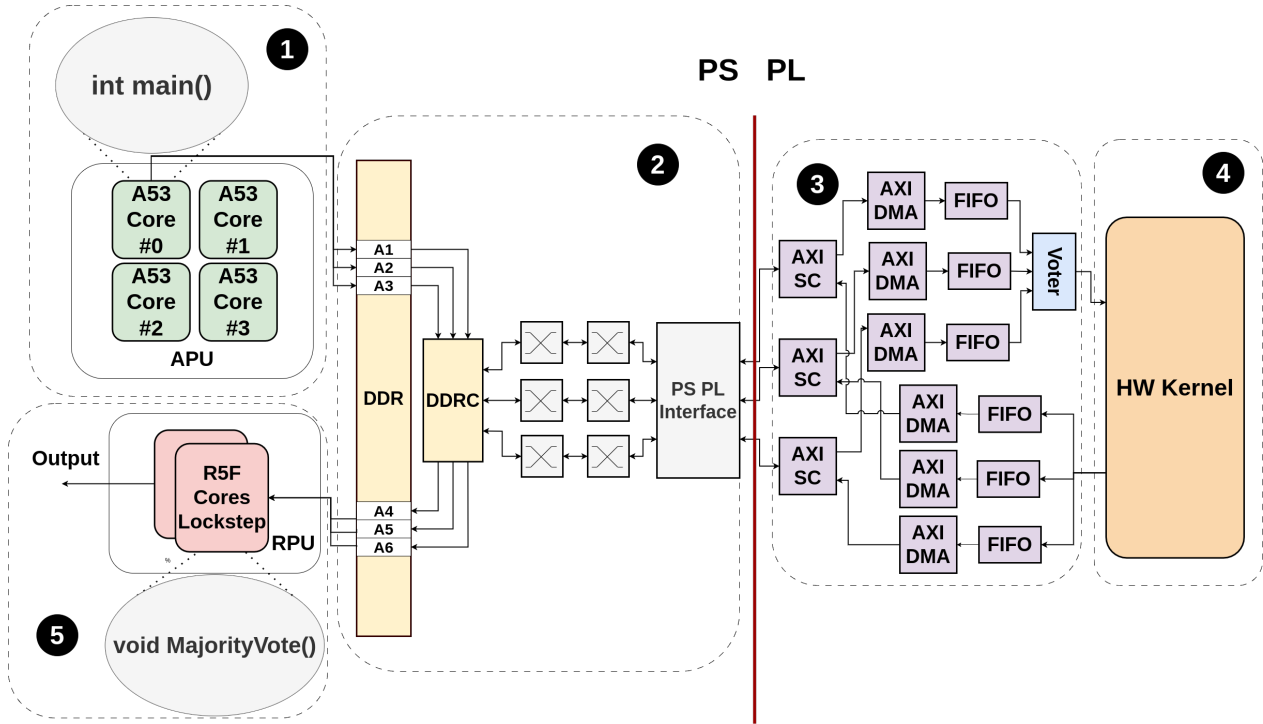 1
int main()
A53
Core
#0
A53
Core
#1
A53
Core
#2
A53
Core
#3
APU
PS PL
2
A1
A2
A3
DDR
DDRC
PS PL
Interface
A4
A5
A6
3
AXI
SC
AXI
SC
AXI
SC
AXI
DMA
FIFO
AXI
DMA
FIFO
AXI
DMA
FIFO
Voter
AXI
DMA
FIFO
AXI
DMA
FIFO
AXI
DMA
FIFO
4
HW Kernel
Output
R5F
Cores
Lockstep
RPU
%
5
void MajorityVote()